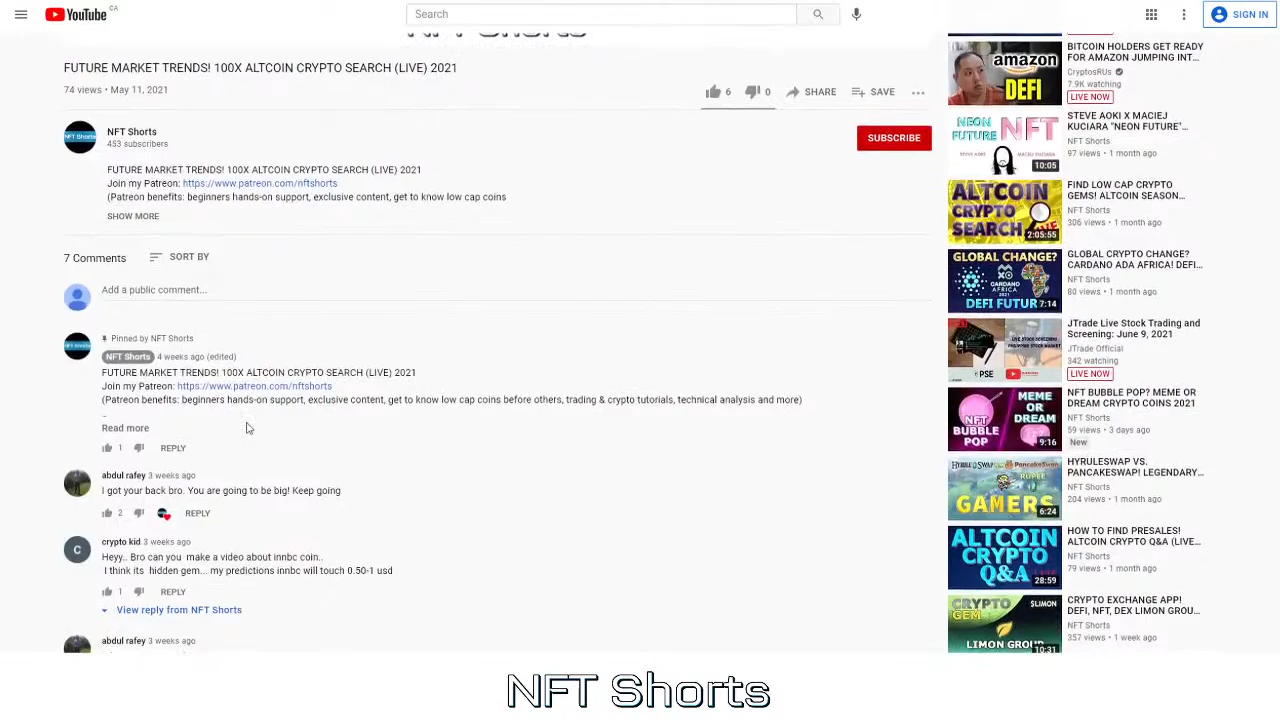 YouTube CA
Search
SIGN IN
FUTURE MARKET TRENDS! 100X ALTCOIN CRYPTO SEARCH (LIVE) 2021
74 views • May 11, 2021
6
0
SHARE
SAVE
NFT Shorts
453 subscribers
SUBSCRIBE
FUTURE MARKET TRENDS! 100X ALTCOIN CRYPTO SEARCH (LIVE) 2021
Join my Patreon: https://www.patreon.com/nftshorts
(Patreon benefits: beginners hands-on support, exclusive content, get to know low cap coins
SHOW MORE
7 Comments
SORT BY
Add a public comment...
Pinned by NFT Shorts
NFT Shorts 4 weeks ago (edited)
FUTURE MARKET TRENDS! 100X ALTCOIN CRYPTO SEARCH (LIVE) 2021
Join my Patreon: https://www.patreon.com/nftshorts
(Patreon benefits: beginners hands-on support, exclusive content, get to know low cap coins before others, trading & crypto tutorials, technical analysis and more)
Read more
1
REPLY
abdul rafey 3 weeks ago
I got your back bro. You are going to be big! Keep going
2
REPLY
C
crypto kid 3 weeks ago
Heyy.. Bro can you make a video about innbc coin..
I think its hidden gem... my predictions innbc will touch 0.50-1 usd
1
REPLY
View reply from NFT Shorts
abdul rafey 3 weeks ago
amazon
DEFI
BITCOIN HOLDERS GET READY
FOR AMAZON JUMPING INT...
CryptosRUs
7.9K watching
LIVE NOW
NEON
FUTURE
NFT
STEVE AOKI
MACIEJ KUCIARA
10:05
STEVE AOKI X MACIEJ
KUCIARA "NEON FUTURE"...
NFT Shorts
97 views • 1 month ago
ALTCOIN
CRYPTO
SEARCH
2:05:55
FIND LOW CAP CRYPTO
GEMS! ALTCOIN SEASON...
NFT Shorts
306 views • 1 month ago
GLOBAL CHANGE?
CARDANO
AFRICA
2021
DEFI FUTUR
7:14
GLOBAL CRYPTO CHANGE?
CARDANO ADA AFRICA! DEFI...
NFT Shorts
80 views • 1 month ago
PSE
JTrade Live Stock Trading and
Screening: June 9, 2021
JTrade Official
342 watching
LIVE NOW
NFT
BUBBLE
POP
MEME
OR
DREAM
9:16
NFT BUBBLE POP? MEME OR
DREAM CRYPTO COINS 2021
NFT Shorts
59 views • 3 days ago
New
HYRULE SWAP vs. PancakeSwap
RUPEE
GAMERS
6:24
HYRULESWAP VS.
PANCAKESWAP! LEGENDARY...
NFT Shorts
204 views • 1 month ago
ALTCOIN
CRYPTO
Q&A
28:59
HOW TO FIND PRESALES!
ALTCOIN CRYPTO Q&A (LIVE...
NFT Shorts
79 views • 1 month ago
CRYPTO
GEM
$LIMON
LIMON GROUP
10:31
CRYPTO EXCHANGE APP!
DEFI, NFT, DEX LIMON GROU...
NFT Shorts
357 views • 1 week ago
NFT Shorts